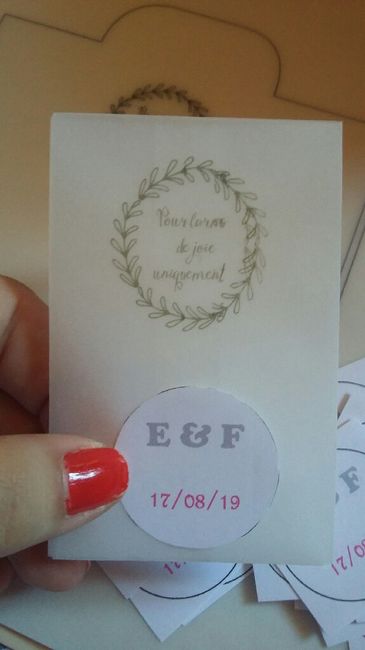 Pour larmes
de joie
uniquement
E & F
17/08/19
& F